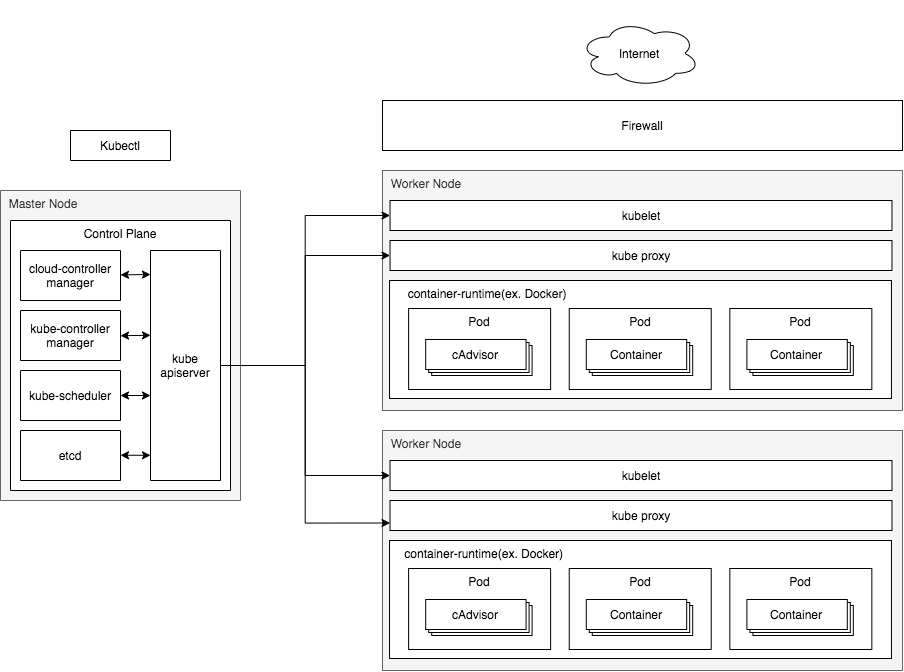 Internet
Firewall
Kubectl
Master Node
Control Plane
cloud-controller
manager
kube-controller
manager
kube-scheduler
etcd
kube
apiserver
Worker Node
kubelet
kube proxy
container-runtime(ex. Docker)
Pod
cAdvisor
Pod
Container
Pod
Container
Worker Node
kubelet
kube proxy
container-runtime(ex. Docker)
Pod
cAdvisor
Pod
Container
Pod
Container